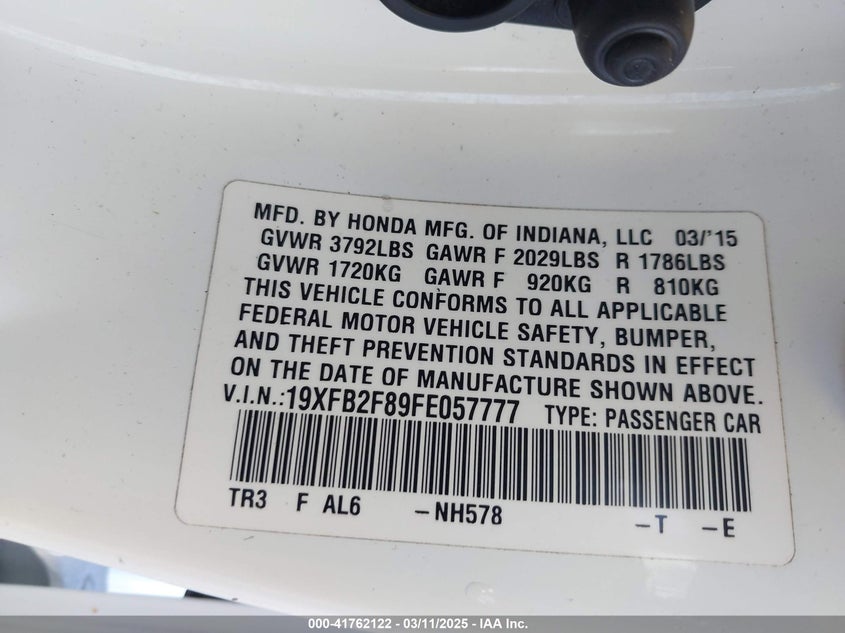 MFD. BY HONDA MFG. OF INDIANA, LLC 03/'15
GVWR 3792LBS GAWR F 2029LBS R 1786LBS
GVWR 1720KG GAWR F 920KG R 810KG
THIS VEHICLE CONFORMS TO ALL APPLICABLE
FEDERAL MOTOR VEHICLE SAFETY, BUMPER,
AND THEFT PREVENTION STANDARDS IN EFFECT
ON THE DATE OF MANUFACTURE SHOWN ABOVE.
V.I.N.:19XFB2F89FE057777 TYPE: PASSENGER CAR
TR3 F AL6 -NH578 -T -E
000-41762122 - 03/11/2025 - IAA Inc.